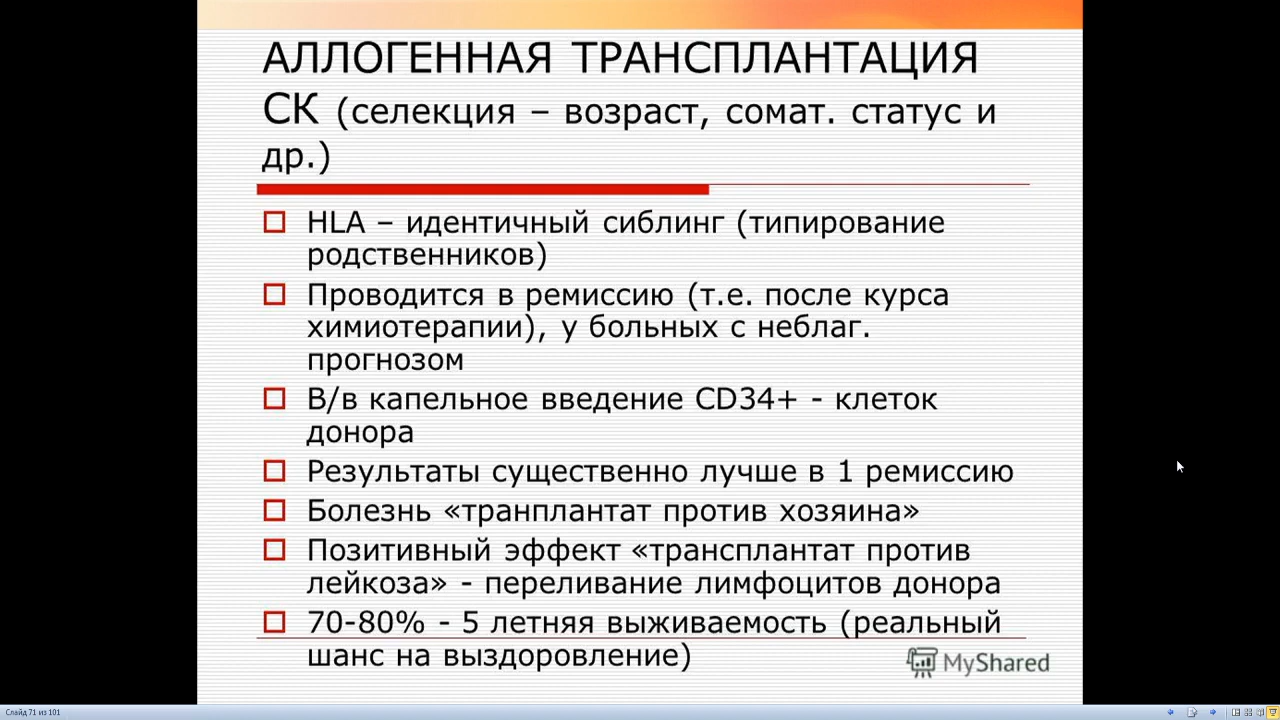 АЛЛОГЕННАЯ ТРАНСПЛАНТАЦИЯ
СК (селекция – возраст, сомат. статус и
др.)
HLA – идентичный сиблинг (типирование
родственников)
Проводится в ремиссию (т.е. после курса
химиотерапии), у больных с неблаг.
прогнозом
В/в капельное введение CD34+ - клеток
донора
Результаты существенно лучше в 1 ремиссию
Болезнь «транплантат против хозяина»
Позитивный эффект «трансплантат против
лейкоза» - переливание лимфоцитов донора
70-80% - 5 летняя выживаемость (реальный
шанс на выздоровление)
MyShared
Слайд 71 из 101